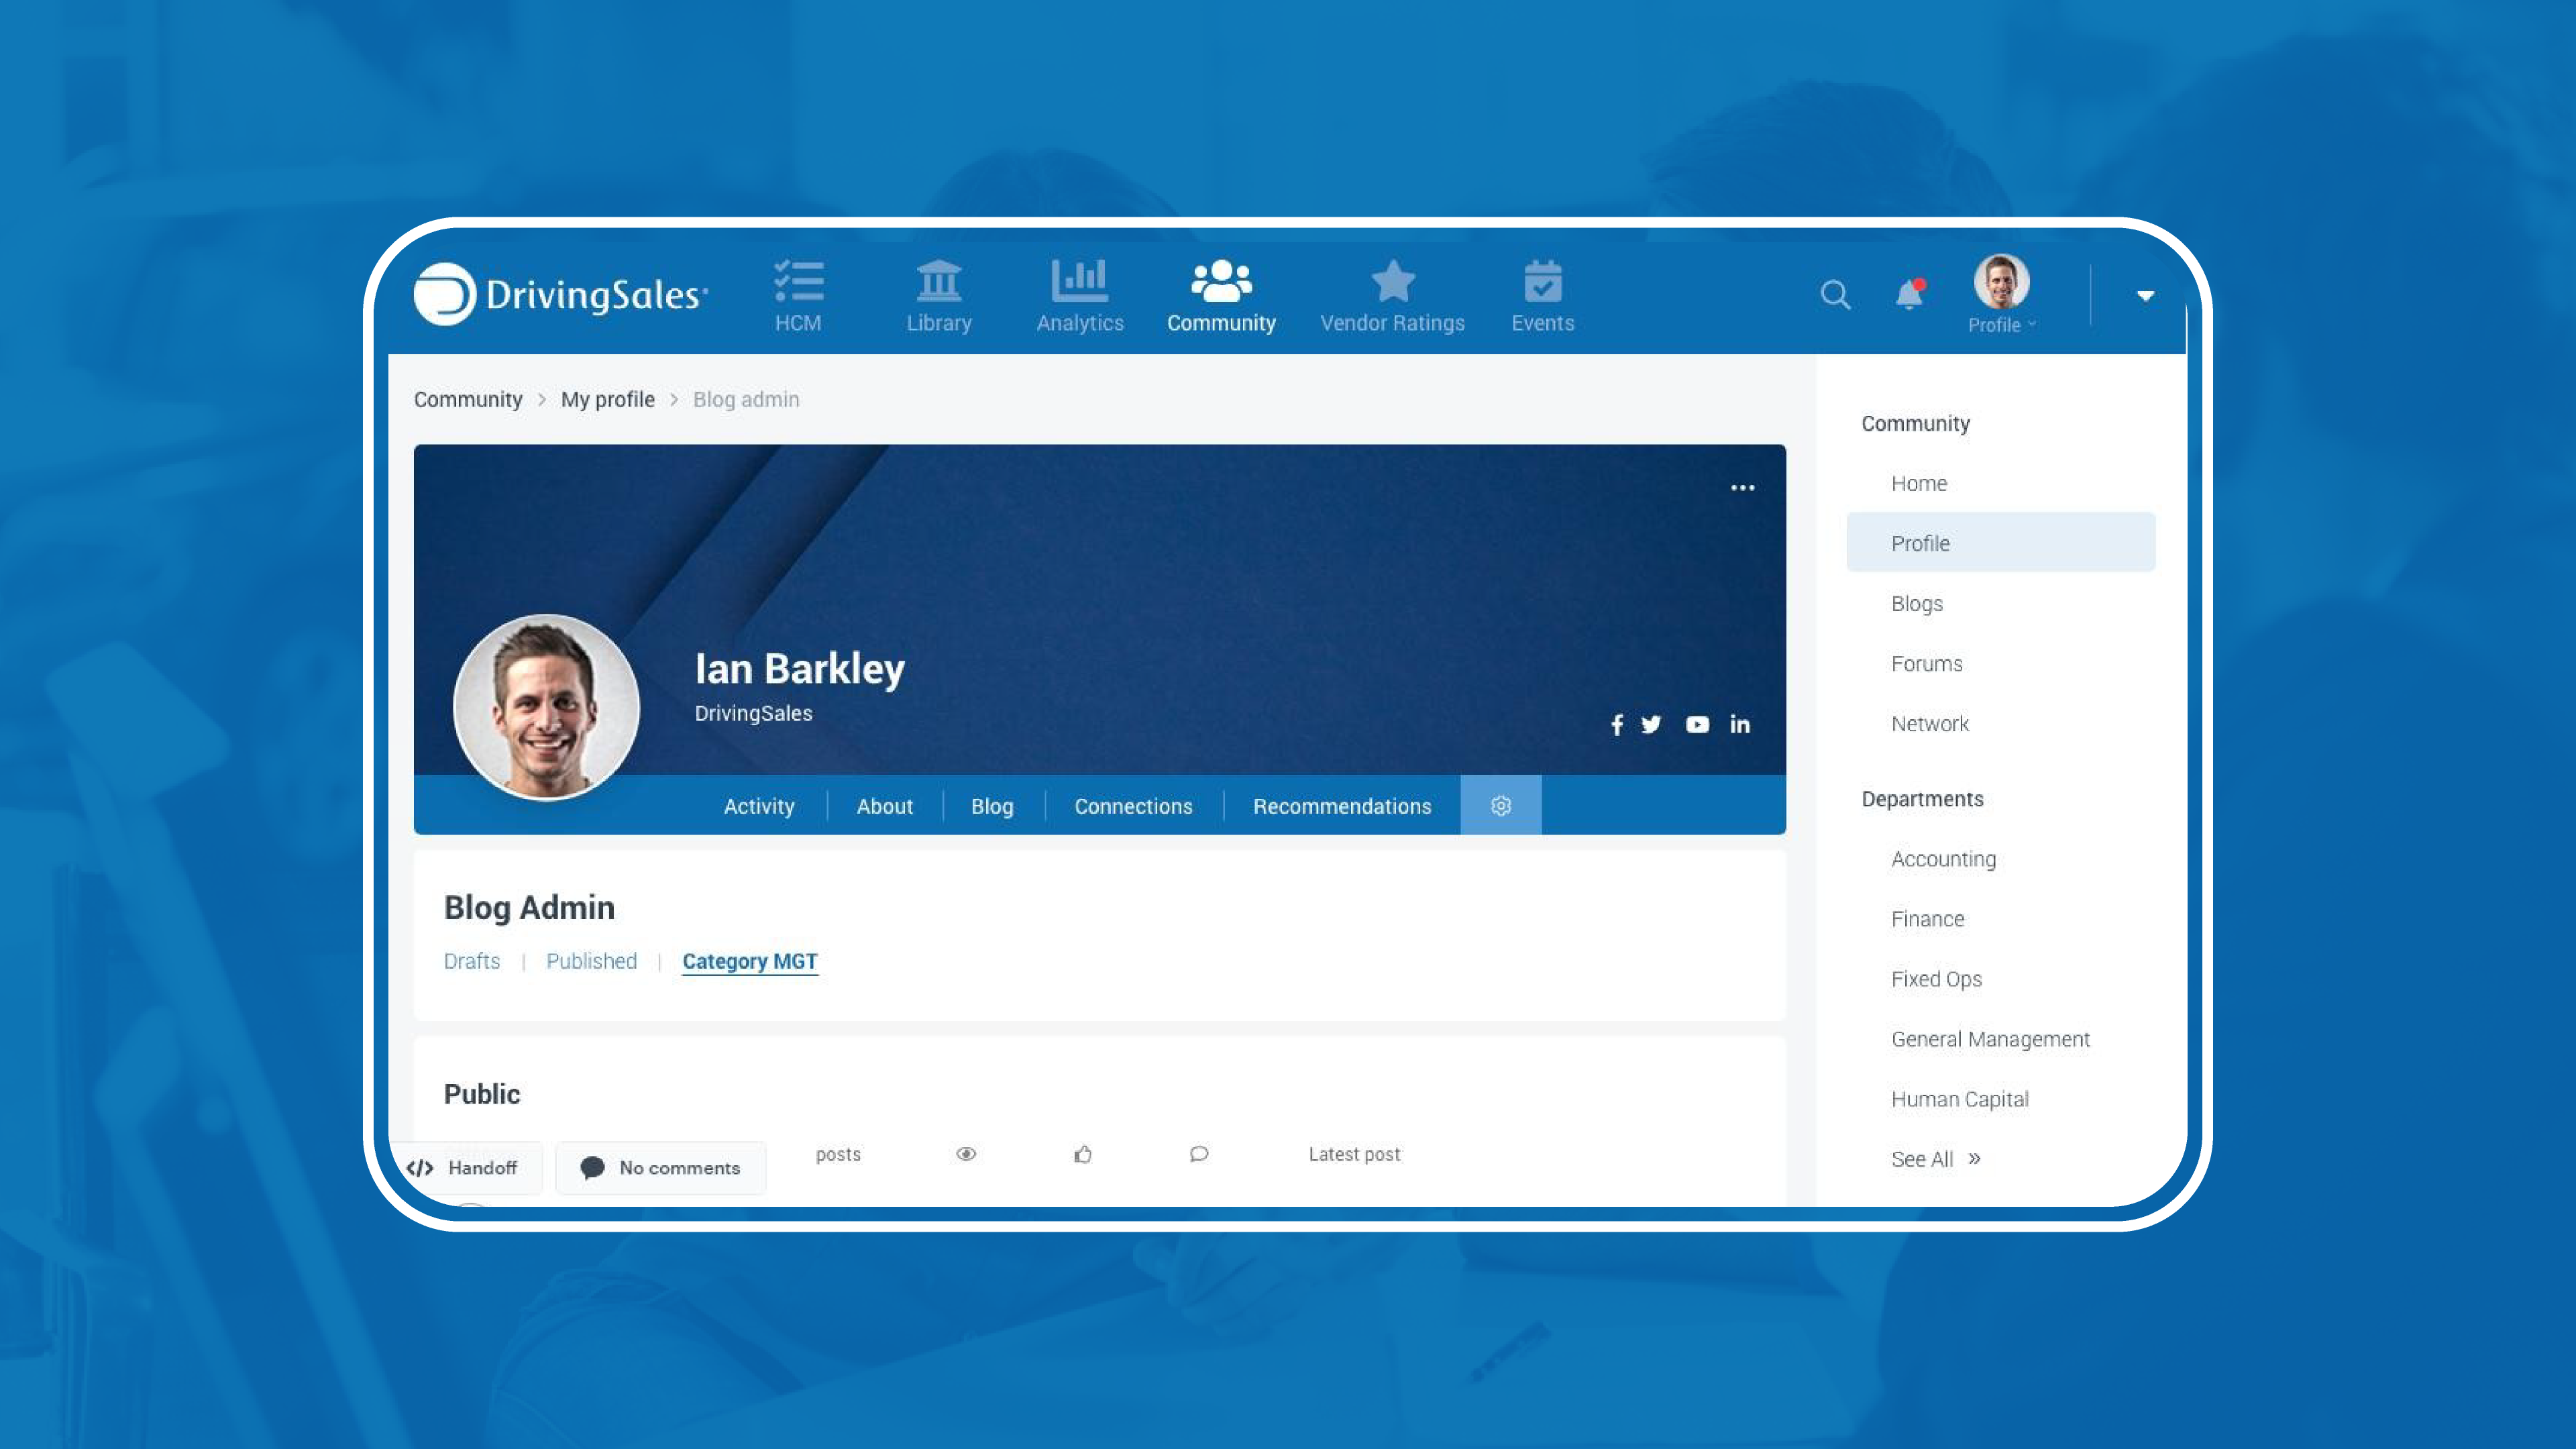 DrivingSales
HCM
Library
Analytics
Community
Vendor Ratings
Events
Profile
Community > My profile > Blog admin
Ian Barkley
DrivingSales
Activity | About | Blog | Connections | Recommendations
Blog Admin
Drafts | Published | Category MGT
Public
</> Handoff
No comments
posts
Latest post
Community
Home
Profile
Blogs
Forums
Network
Departments
Accounting
Finance
Fixed Ops
General Management
Human Capital
See All »